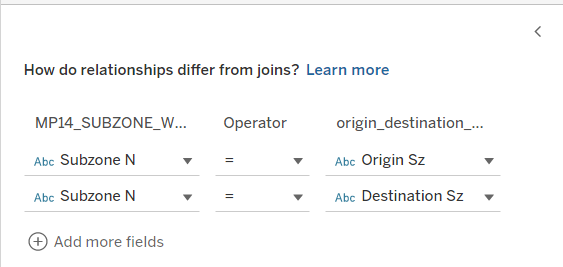 How do relationships differ from joins? Learn more
MP14_SUBZONE_W... Operator origin_destination_...
Abc Subzone N = Abc Origin Sz
Abc Subzone N = Abc Destination Sz
Add more fields